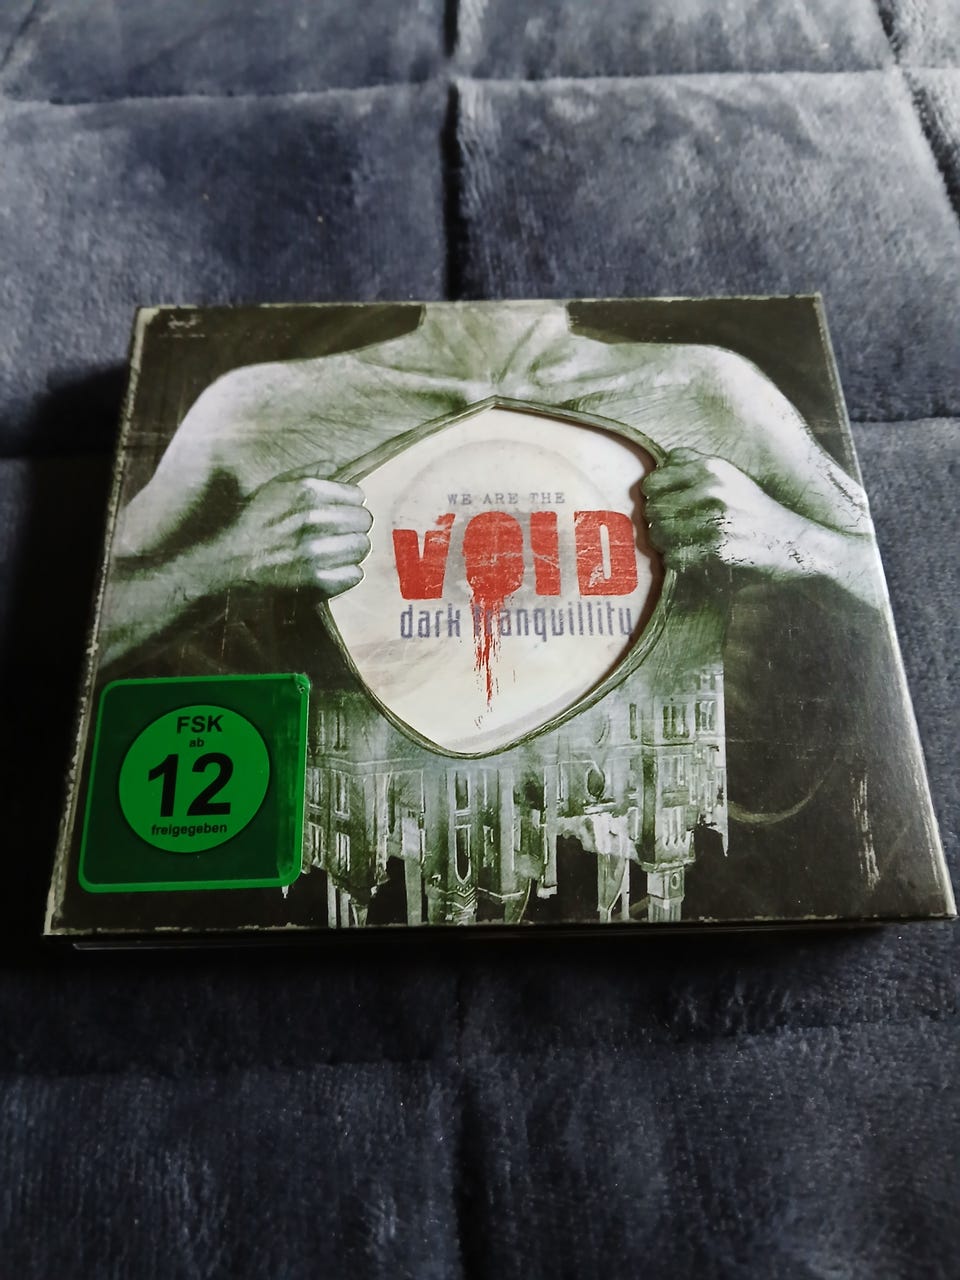 WE ARE THE
VOID
dark tranquillity
FSK
ab
12
freigegeben